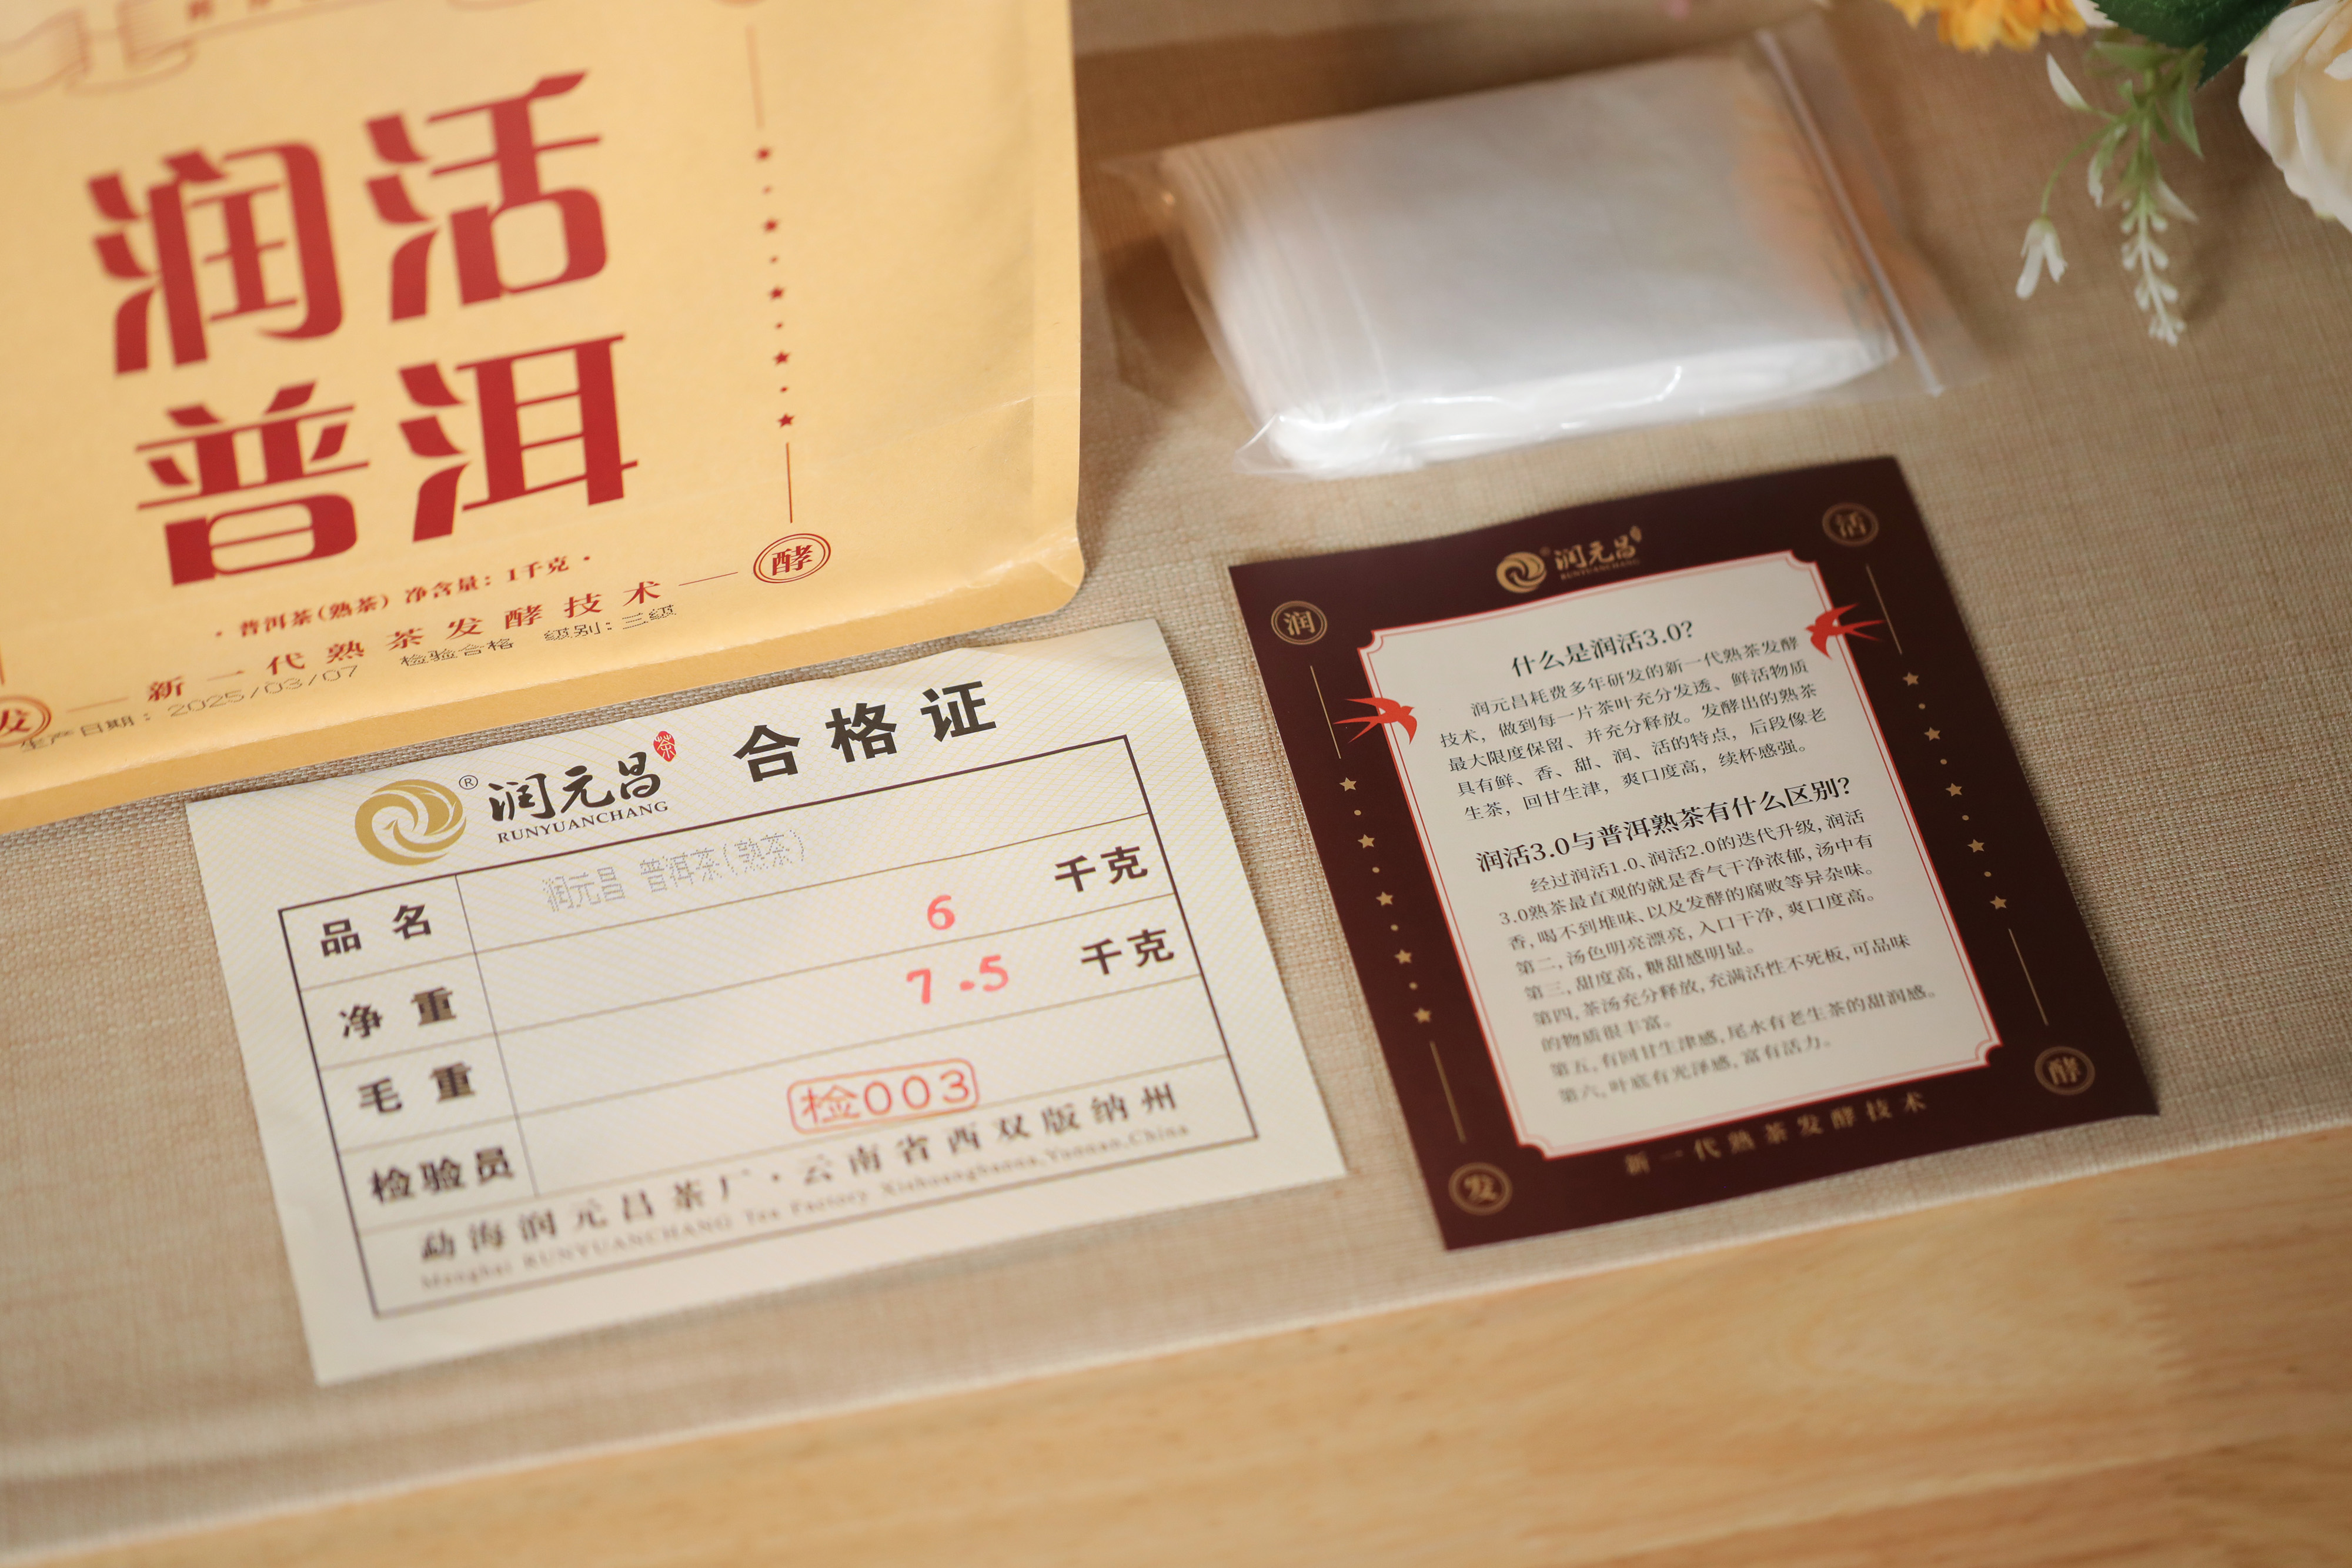 润活
普洱
·普洱茶(熟茶) 净含量:1千克·
新一代熟茶发酵技术
酵
发
生产日期: 2025/03/07 检验合格 级别:三级
润元昌 茶 合格证
RUNYUANCHANG
品名 润元昌 普洱茶(熟茶)
净重 6 千克
毛重 7.5 千克
检验员 检003
勐海润元昌茶厂·云南省西双版纳州
Menghai RUNYUANCHANG Tea Factory Xishuangbanna,Yunnan,China
润元昌
RUNYUANCHANG
润
活
什么是润活3.0?
润元昌耗费多年研发的新一代熟茶发酵
技术,做到每一片茶叶充分发透、鲜活物质
最大限度保留、并充分释放。发酵出的熟茶
具有鲜、香、甜、润、活的特点,后段像老
生茶,回甘生津,爽口度高,续杯感强。
润活3.0与普洱熟茶有什么区别?
经过润活1.0、润活2.0的迭代升级,润活
3.0熟茶最直观的就是香气干净浓郁,汤中有
香,喝不到堆味、以及发酵的腐败等异杂味。
第二,汤色明亮漂亮,入口干净,爽口度高。
第三,甜度高,糖甜感明显。
第四,茶汤充分释放,充满活性不死板,可品味
的物质很丰富。
第五,有回甘生津感,尾水有老生茶的甜润感。
第六,叶底有光泽感,富有活力。
发
酵
新一代熟茶发酵技术